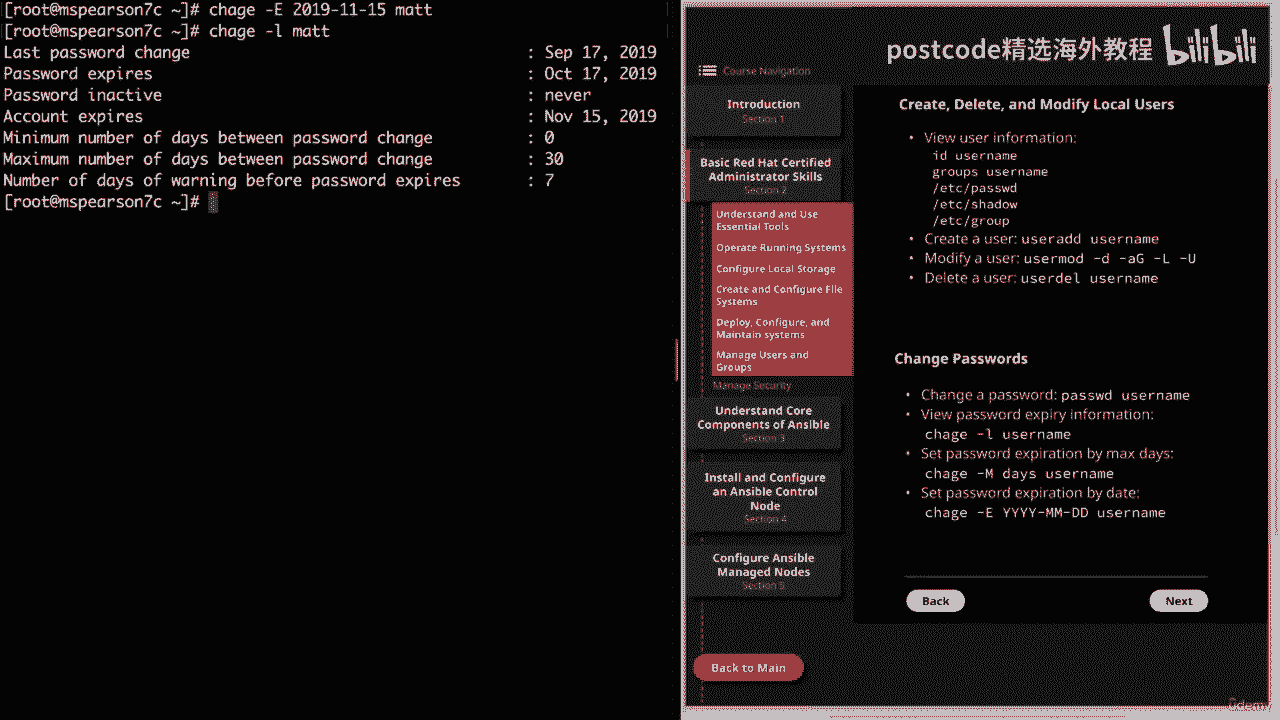 [root@mspearson7c ~]# chage -E 2019-11-15 matt
[root@mspearson7c ~]# chage -l matt
Last password change : Sep 17, 2019
Password expires : Oct 17, 2019
Password inactive : never
Account expires : Nov 15, 2019
Minimum number of days between password change : 0
Maximum number of days between password change : 30
Number of days of warning before password expires : 7
[root@mspearson7c ~]#
postcode精选海外教程 bilibili
Course Navigation
Introduction
Section 1
Basic Red Hat Certified
Administrator Skills
Section 2
Understand and Use
Essential Tools
Operate Running Systems
Configure Local Storage
Create and Configure File
Systems
Deploy, Configure, and
Maintain systems
Manage Users and
Groups
Manage Security
Understand Core
Components of Ansible
Section 3
Install and Configure
an Ansible Control
Node
Section 4
Configure Ansible
Managed Nodes
Section 5
Back to Main
Create, Delete, and Modify Local Users
• View user information:
id username
groups username
/etc/passwd
/etc/shadow
/etc/group
• Create a user: useradd username
• Modify a user: usermod -d -aG -L -U
• Delete a user: userdel username
Change Passwords
• Change a password: passwd username
• View password expiry information:
chage -l username
• Set password expiration by max days:
chage -M days username
• Set password expiration by date:
chage -E YYYY-MM-DD username
Back
Next
ûdemy